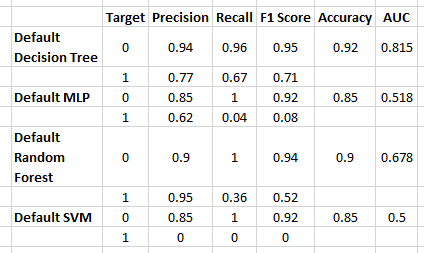 Target Precision Recall F1 Score Accuracy AUC
Default
Decision Tree 0 0.94 0.96 0.95 0.92 0.815
1 0.77 0.67 0.71
Default MLP 0 0.85 1 0.92 0.85 0.518
1 0.62 0.04 0.08
Default
Random 0 0.9 1 0.94 0.9 0.678
Forest
1 0.95 0.36 0.52
Default SVM 0 0.85 1 0.92 0.85 0.5
1 0 0 0